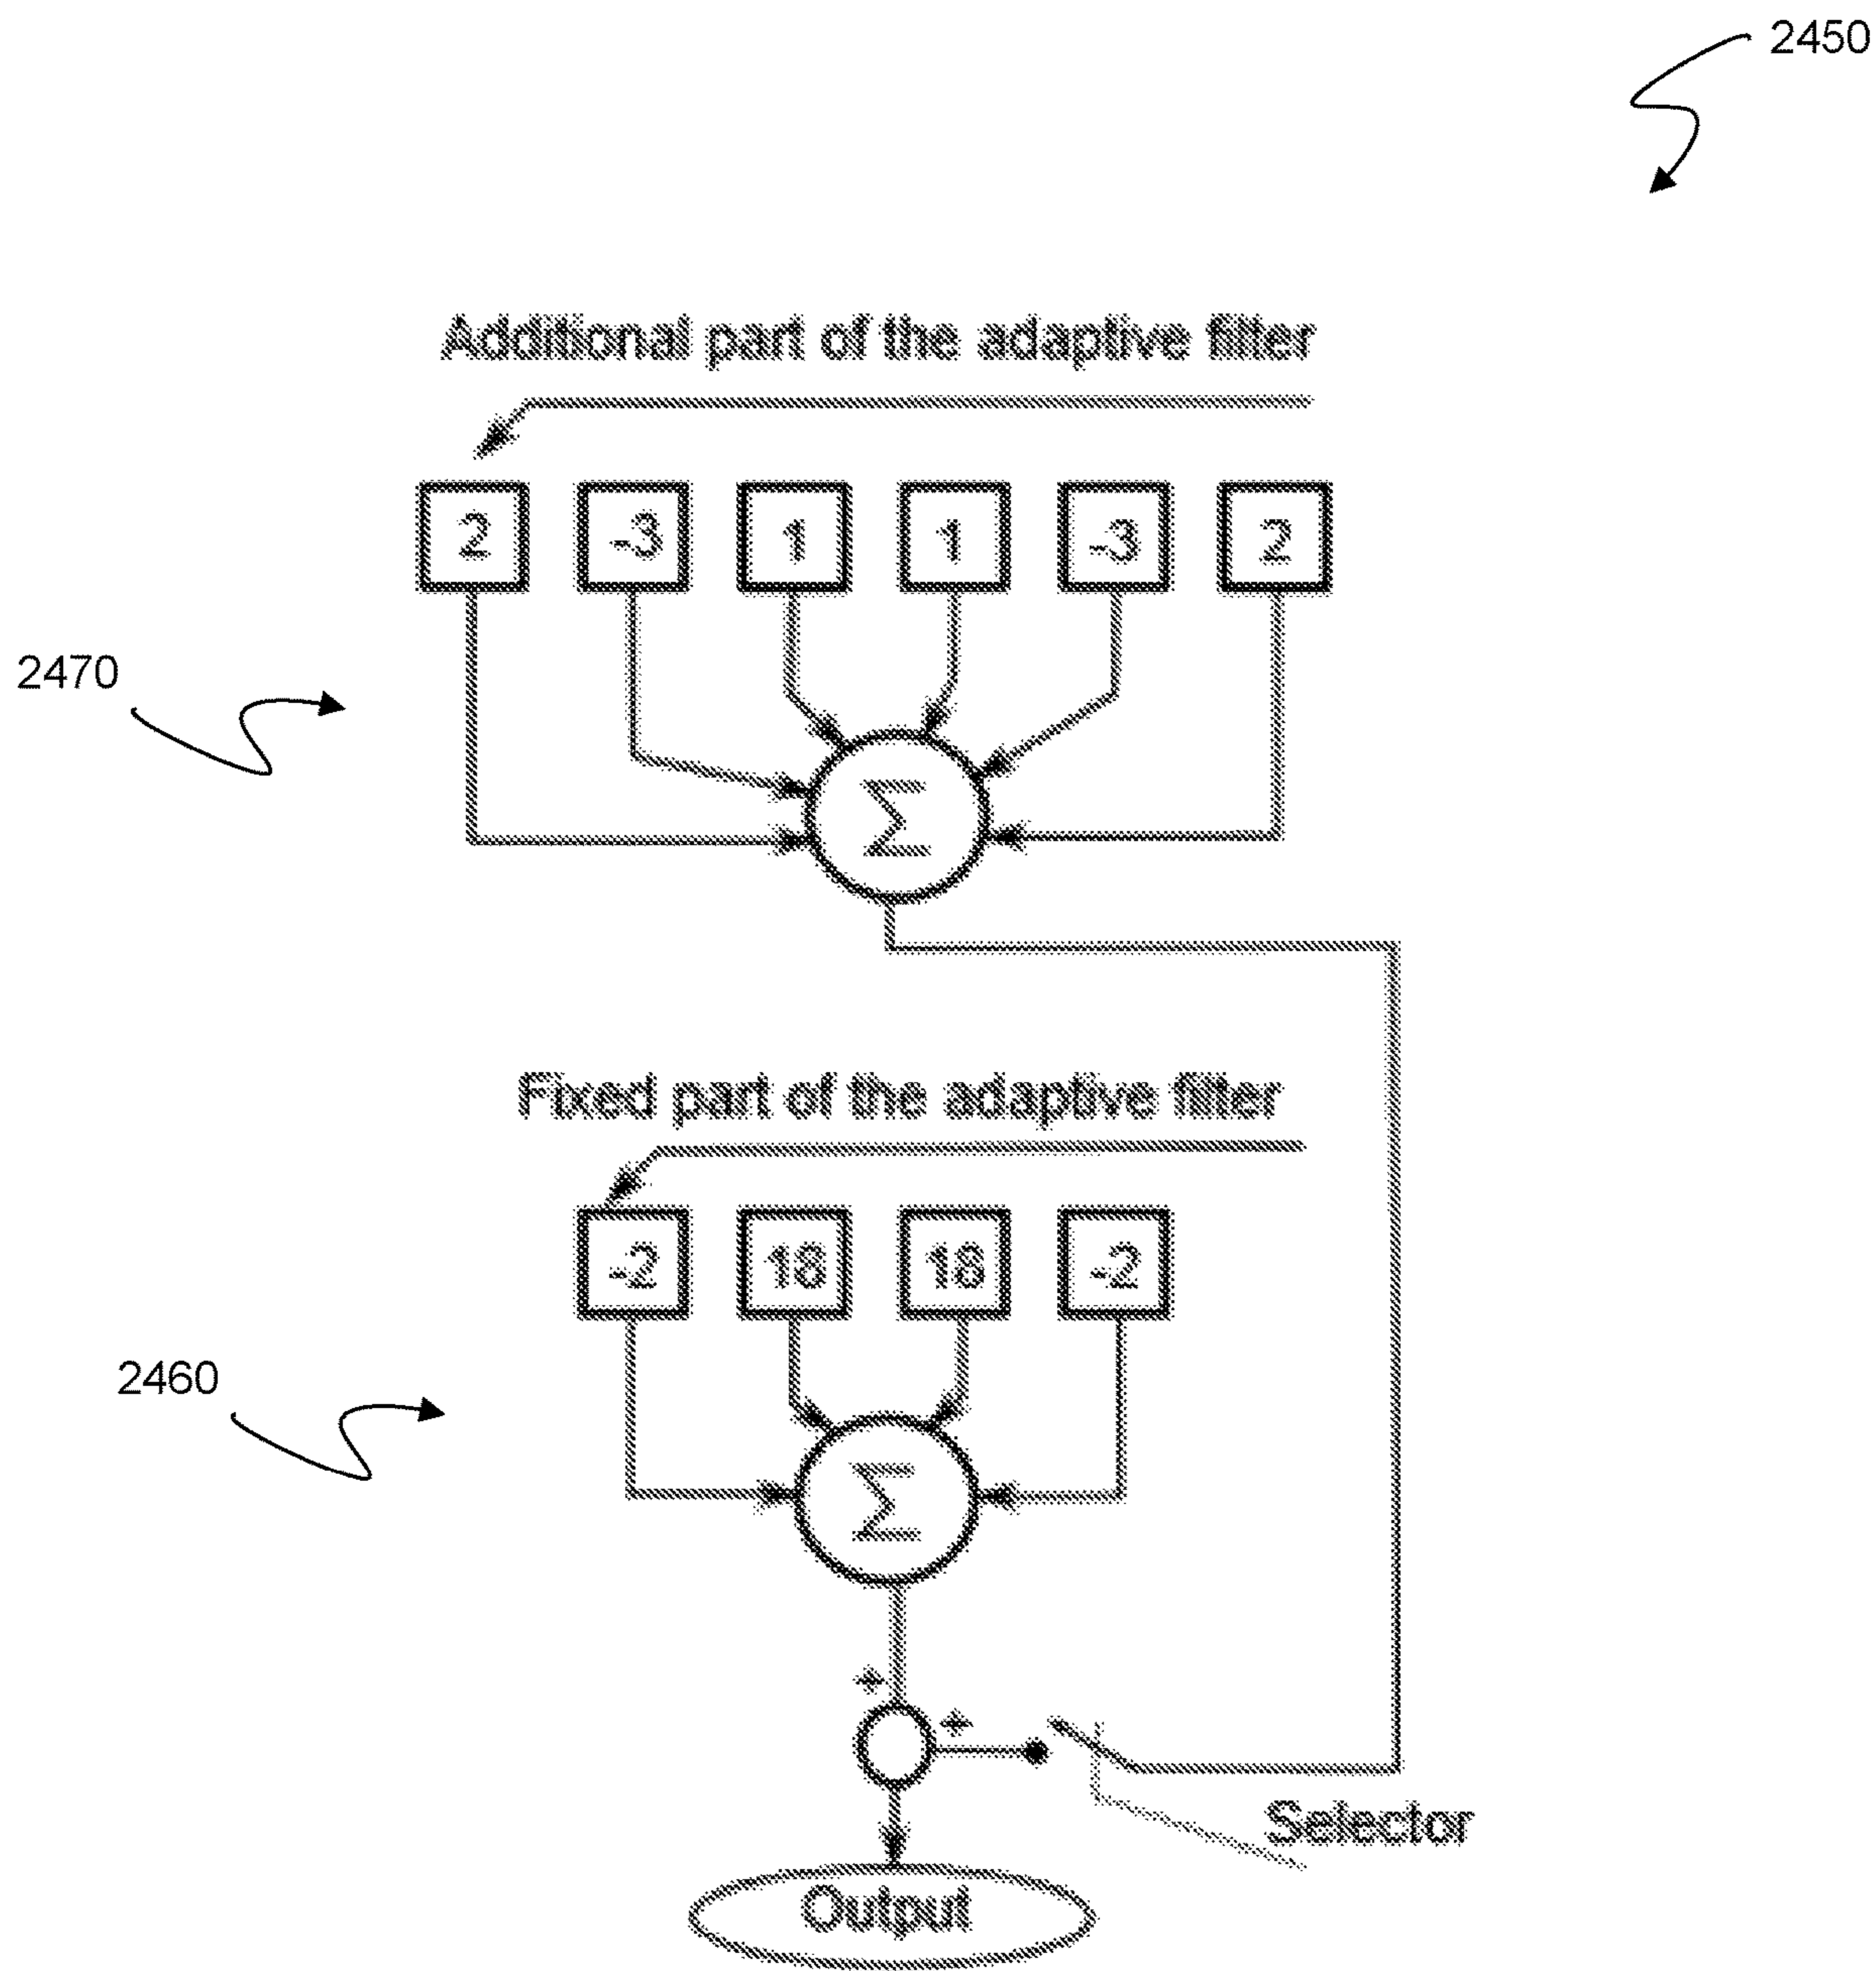 2450
Additional part of the adaptive filter
2 -3 1 1 -3 2
2470
Σ
Fixed part of the adaptive filter
-2 18 18 -2
2460
Σ
+
+
Selector
Output